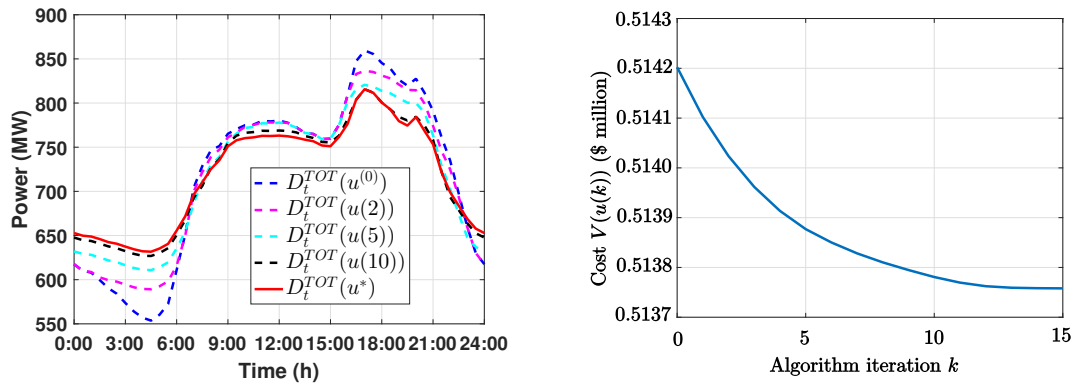 900
850
800
750
700
650
600
550
Power (MW)
D_t^{TOT}(u^{(0)})
D_t^{TOT}(u(2))
D_t^{TOT}(u(5))
D_t^{TOT}(u(10))
D_t^{TOT}(u*)
0:00 3:00 6:00 9:00 12:00 15:00 18:00 21:00 24:00
Time (h)
0.5143
0.5142
0.5141
0.5140
0.5139
0.5138
0.5137
Cost V(u(k)) ($ million)
0 5 10 15
Algorithm iteration k